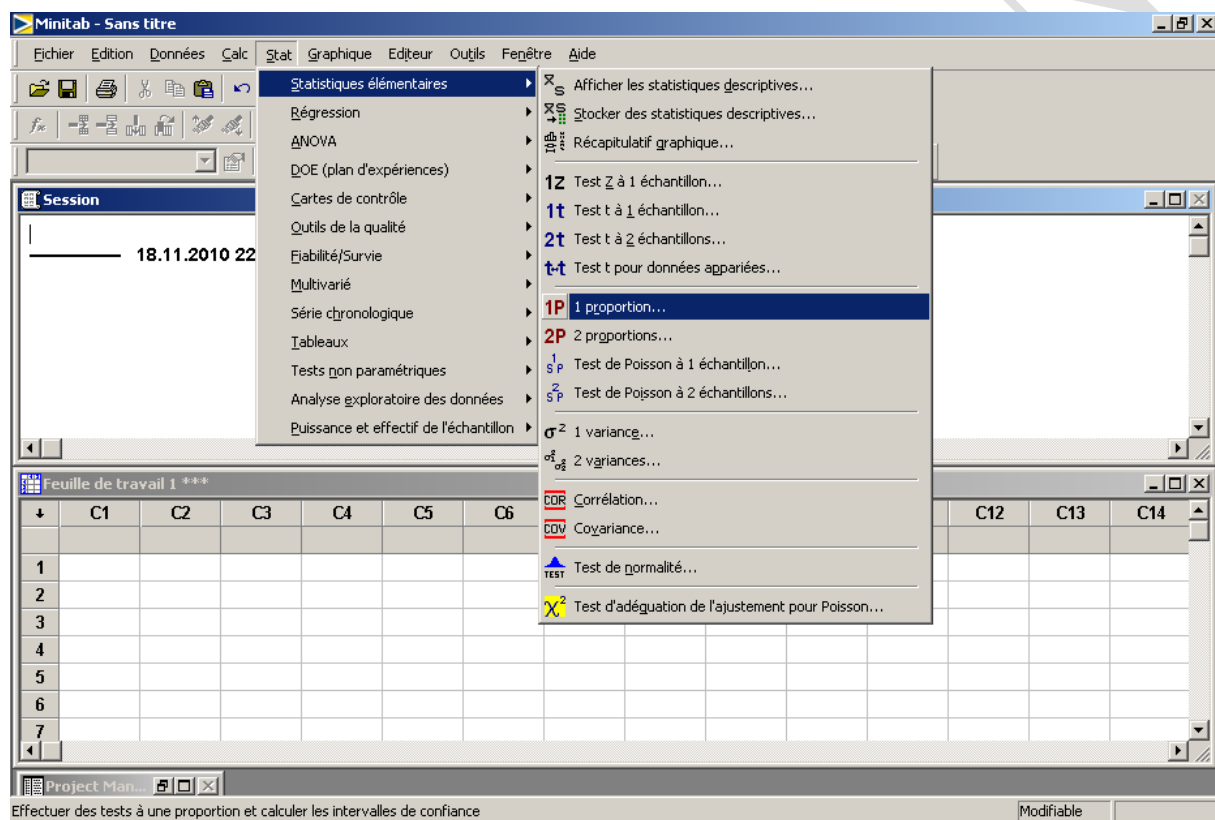 Minitab - Sans titre
Fichier Edition Données Calc Stat Graphique Editeur Outils Fenêtre Aide
Statistiques élémentaires
Régression
ANOVA
DOE (plan d'expériences)
Cartes de contrôle
Outils de la qualité
Fiabilité/Survie
Multivarié
Série chronologique
Tableaux
Tests non paramétriques
Analyse exploratoire des données
Puissance et effectif de l'échantillon
Afficher les statistiques descriptives...
Stocker des statistiques descriptives...
Récapitulatif graphique...
1Z Test Z à 1 échantillon...
1t Test t à 1 échantillon...
2t Test t à 2 échantillons...
t-t Test t pour données appariées...
1P 1 proportion...
2P 2 proportions...
1 S P Test de Poisson à 1 échantillon...
2 S P Test de Poisson à 2 échantillons...
σ² 1 variance...
2 variances...
COR Corrélation...
COV Covariance...
TEST Test de normalité...
χ² Test d'adéquation de l'ajustement pour Poisson...
Session
18.11.2010 22
Feuille de travail 1 ***
C1 C2 C3 C4 C5 C6 C12 C13 C14
1
2
3
4
5
6
7
Project Man...
Effectuer des tests à une proportion et calculer les intervalles de confiance
Modifiable